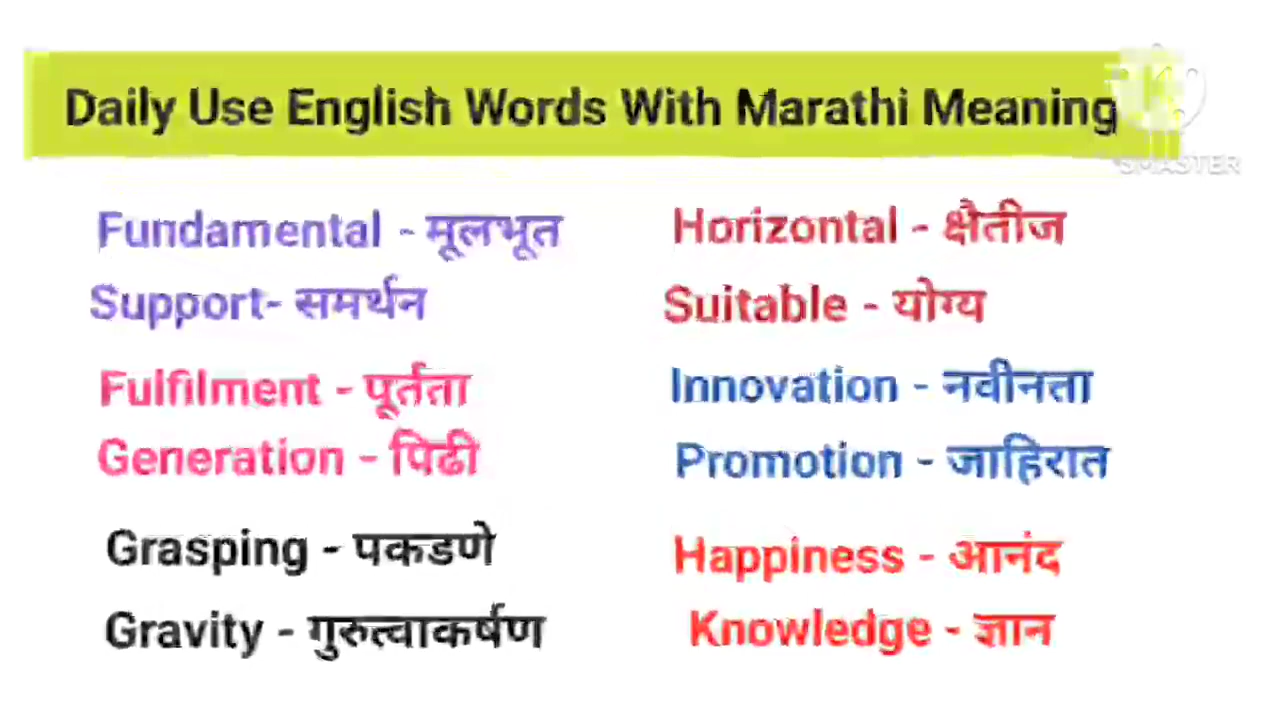 Daily Use English Words With Marathi Meaning
SMASTER
Fundamental - मूलभूत
Support- समर्थन
Fulfilment - पूर्तता
Generation - पिढी
Grasping - पकडणे
Gravity - गुरुत्वाकर्षण
Horizontal - क्षैतीज
Suitable - योग्य
Innovation - नवीनता
Promotion - जाहिरात
Happiness - आनंद
Knowledge - ज्ञान